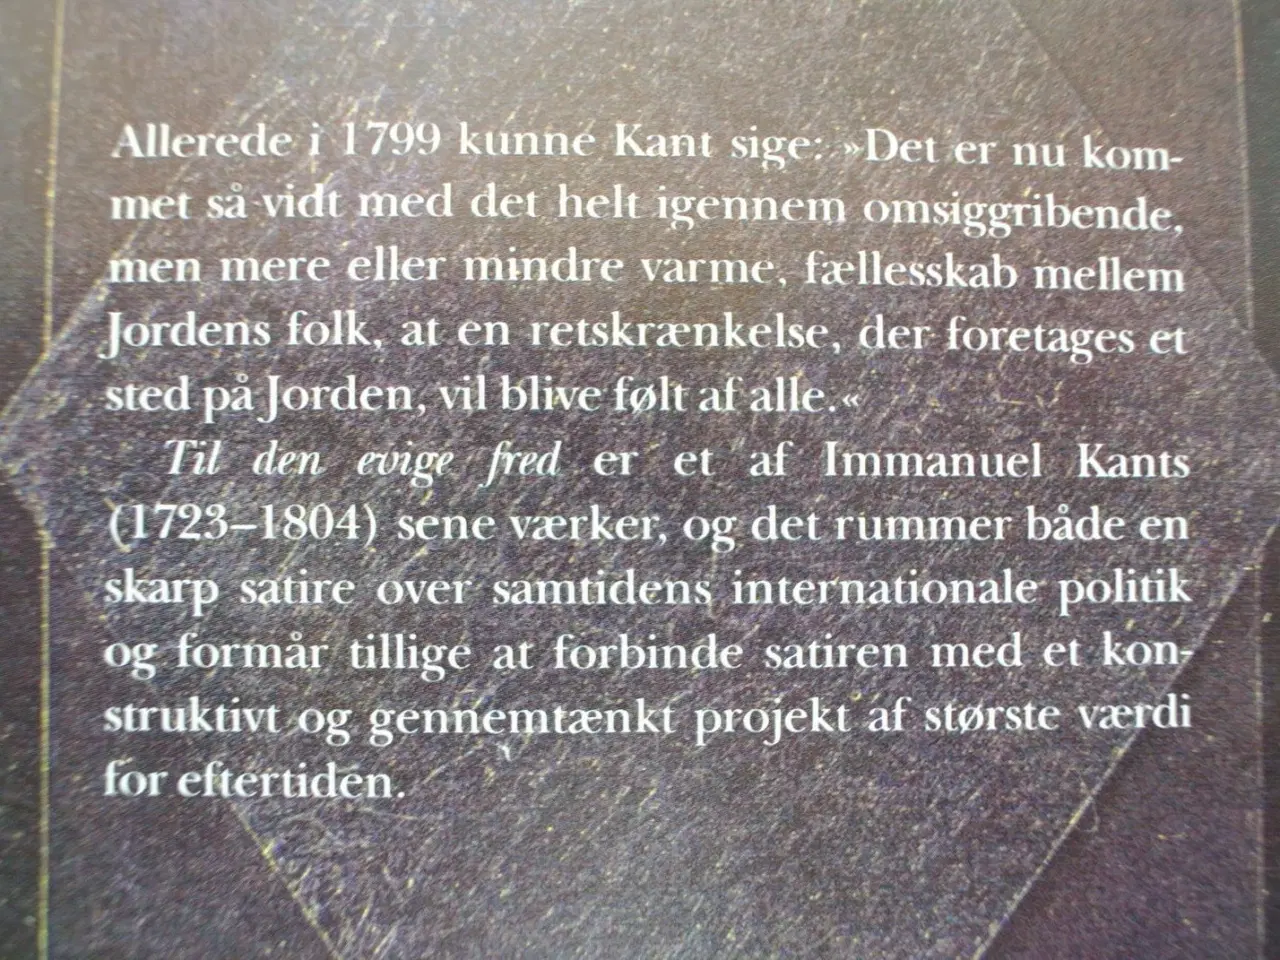 Allerede i 1799 kunne Kant sige: »Det er nu kom-
met så vidt med det helt igennem omsiggribende,
men mere eller mindre varme, fællesskab mellem
Jordens folk, at en retskrænkelse, der foretages et
sted på Jorden, vil blive følt af alle.«
Til den evige fred er et af Immanuel Kants
(1723–1804) sene værker, og det rummer både en
skarp satire over samtidens internationale politik
og formår tillige at forbinde satiren med et kon-
struktivt og gennemtænkt projekt af største værdi
for eftertiden.